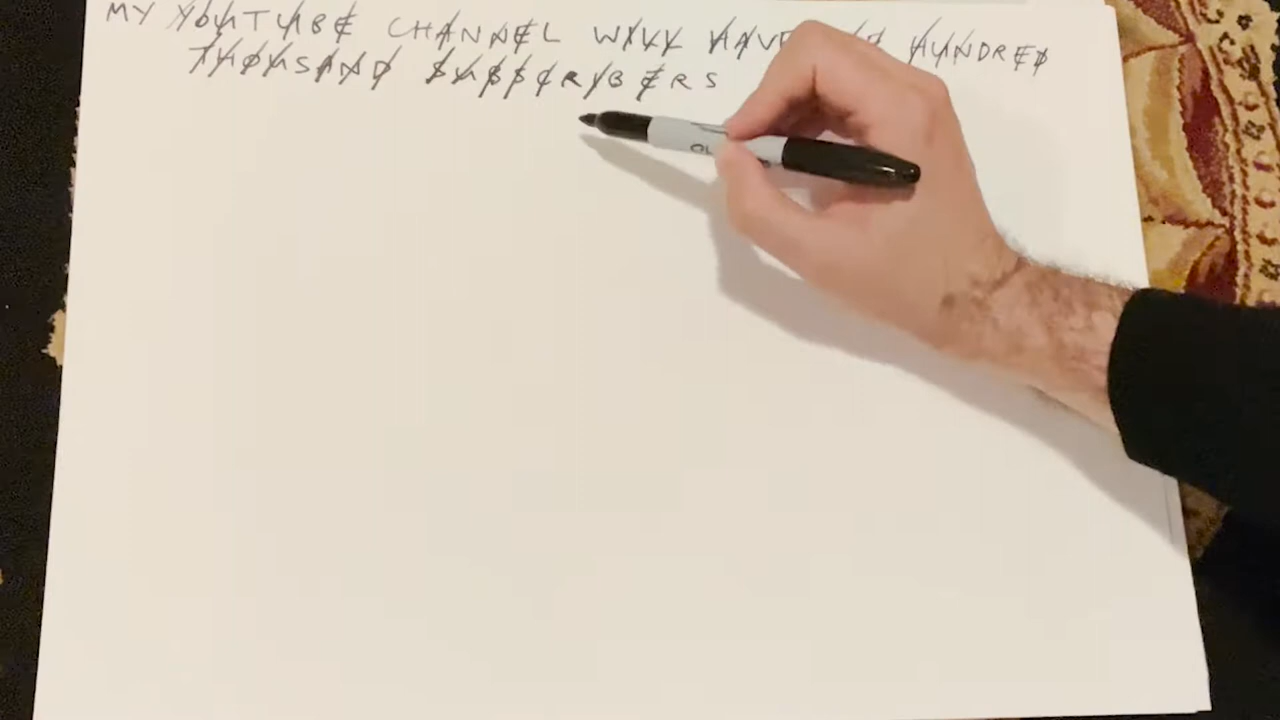 MY YOUTUBE CHANNEL WILL HAVE HUNDRED
THOUSAND SUBSCRIBERS